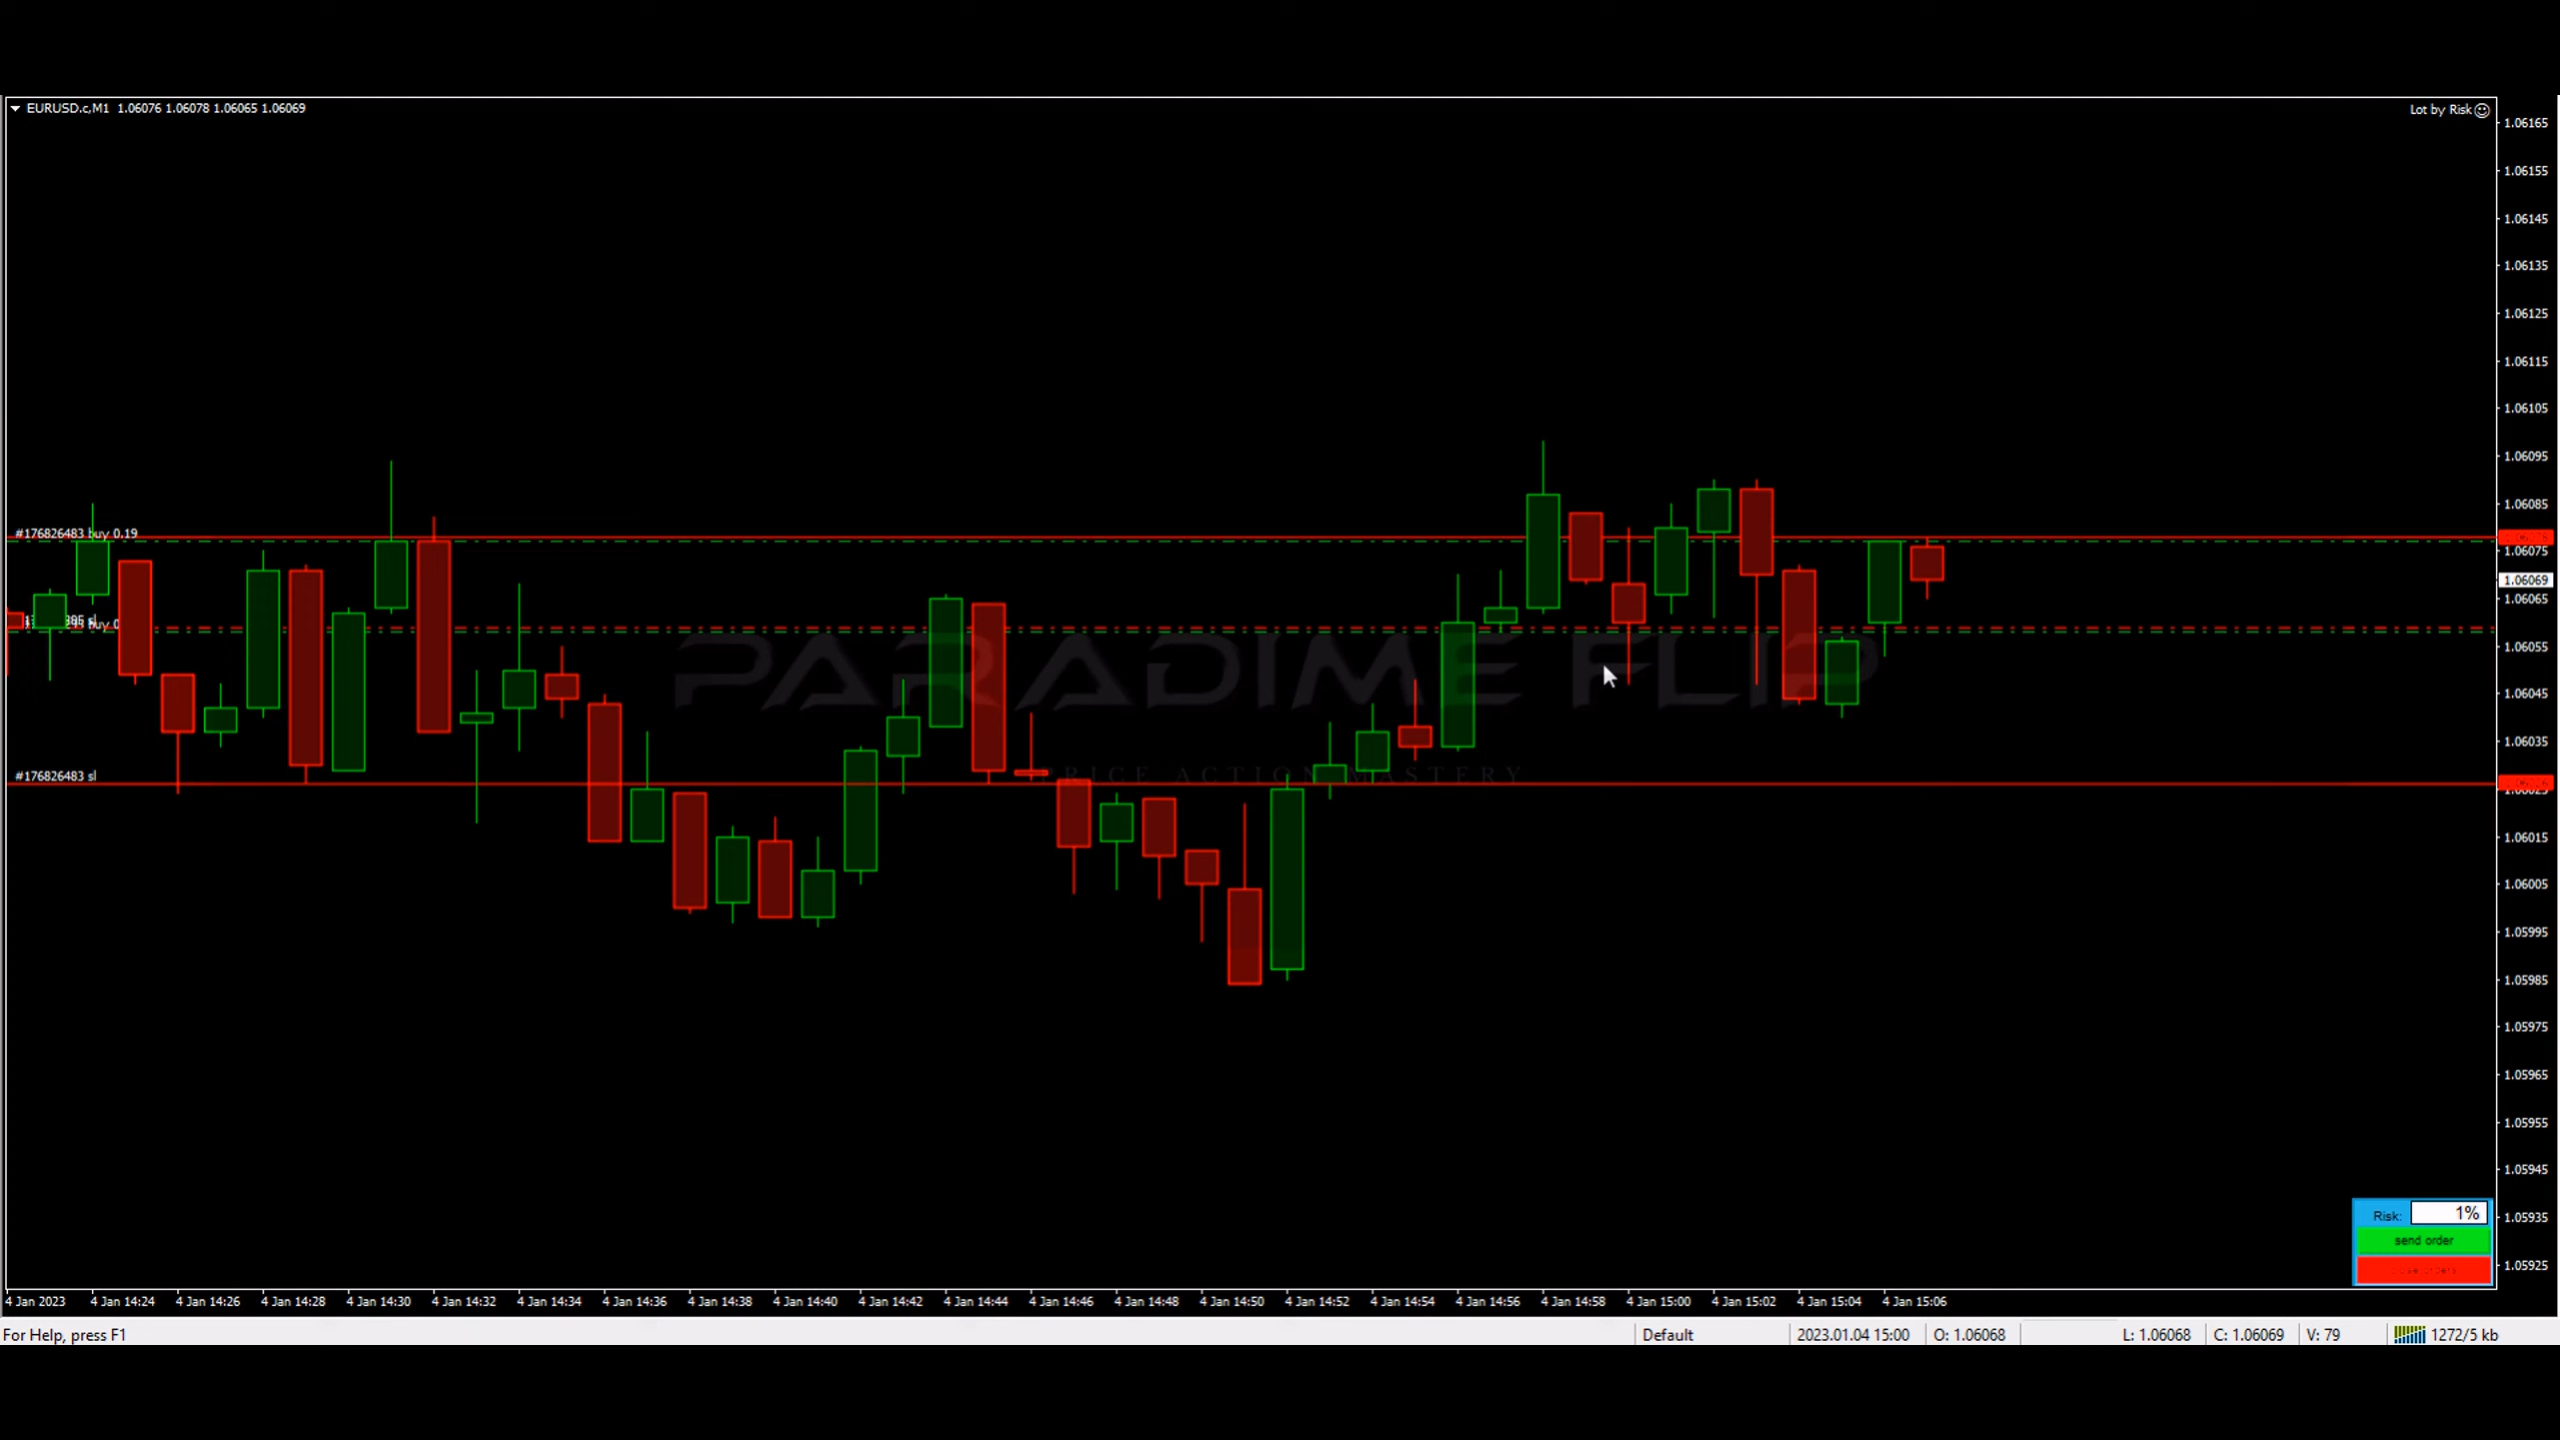 EURUSD.c,M1 1.06076 1.06078 1.06065 1.06069
Lot by Risk
1.06165
1.06155
1.06145
1.06135
1.06125
1.06115
1.06105
1.06095
1.06085
#176826483 buy 0.19
1.06075
1.06069
1.06065
buy 0
1.06055
PARADIME FLIP
1.06045
1.06035
PRICE ACTION MASTERY
#176826483 sl
1.06025
1.06015
1.06005
1.05995
1.05985
1.05975
1.05965
1.05955
1.05945
Risk: 1%
1.05935
send order
1.05925
4 Jan 2023 4 Jan 14:24 4 Jan 14:26 4 Jan 14:28 4 Jan 14:30 4 Jan 14:32 4 Jan 14:34 4 Jan 14:36 4 Jan 14:38 4 Jan 14:40 4 Jan 14:42 4 Jan 14:44 4 Jan 14:46 4 Jan 14:48 4 Jan 14:50 4 Jan 14:52 4 Jan 14:54 4 Jan 14:56 4 Jan 14:58 4 Jan 15:00 4 Jan 15:02 4 Jan 15:04 4 Jan 15:06
For Help, press F1 Default 2023.01.04 15:00 O: 1.06068 L: 1.06068 C: 1.06069 V: 79 1272/5 kb